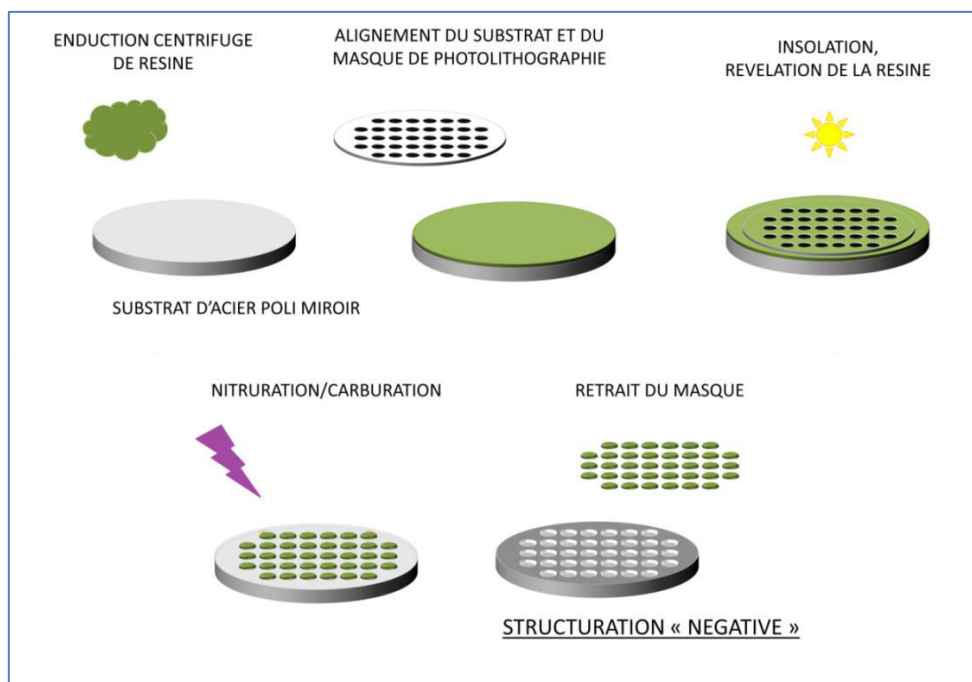 ENDUCTION CENTRIFUGE
DE RESINE
ALIGNEMENT DU SUBSTRAT ET DU
MASQUE DE PHOTOLITHOGRAPHIE
INSOLATION,
REVELATION DE LA RESINE
SUBSTRAT D’ACIER POLI MIROIR
NITRURATION/CARBURATION
RETRAIT DU MASQUE
STRUCTURATION « NEGATIVE »